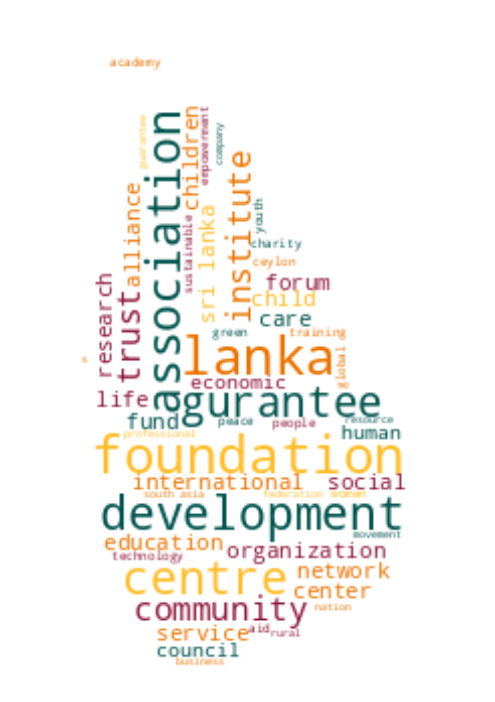 academy
guarantee
association
children
empowerment
company
institute
alliance
sustainable
sri lanka
youth
charity
ceylon
research
trust
forum
child
care
green
training
lanka
global
economic
life
agurantee
fund
peace
people
resource
human
professional
foundation
international
social
south asia
federation
women
development
movement
education
technology
organization
centre
network
center
community
nation
service
aid
rural
council
business